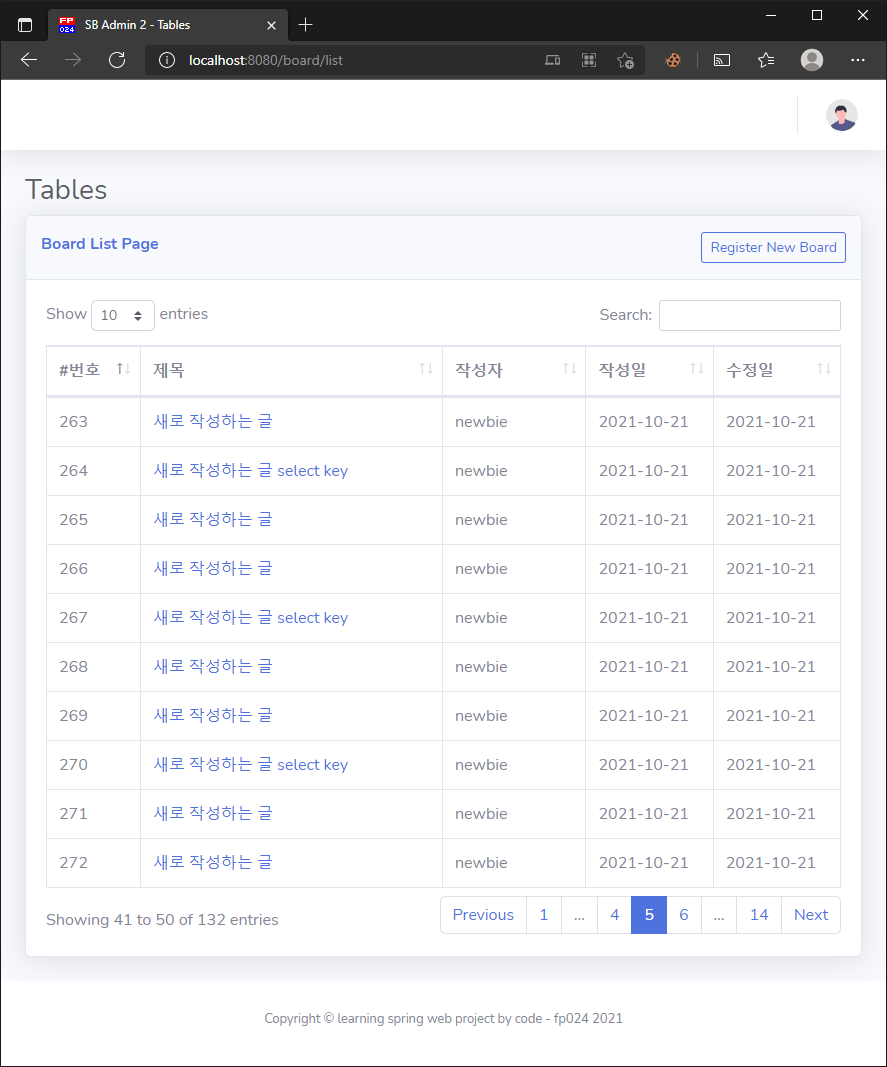 FP
024
SB Admin 2 - Tables
localhost:8080/board/list
Tables
Board List Page
Register New Board
Show 10 entries
Search:
#번호 제목 작성자 작성일 수정일
263 새로 작성하는 글 newbie 2021-10-21 2021-10-21
264 새로 작성하는 글 select key newbie 2021-10-21 2021-10-21
265 새로 작성하는 글 newbie 2021-10-21 2021-10-21
266 새로 작성하는 글 newbie 2021-10-21 2021-10-21
267 새로 작성하는 글 select key newbie 2021-10-21 2021-10-21
268 새로 작성하는 글 newbie 2021-10-21 2021-10-21
269 새로 작성하는 글 newbie 2021-10-21 2021-10-21
270 새로 작성하는 글 select key newbie 2021-10-21 2021-10-21
271 새로 작성하는 글 newbie 2021-10-21 2021-10-21
272 새로 작성하는 글 newbie 2021-10-21 2021-10-21
Showing 41 to 50 of 132 entries
Previous 1 ... 4 5 6 ... 14 Next
Copyright © learning spring web project by code - fp024 2021